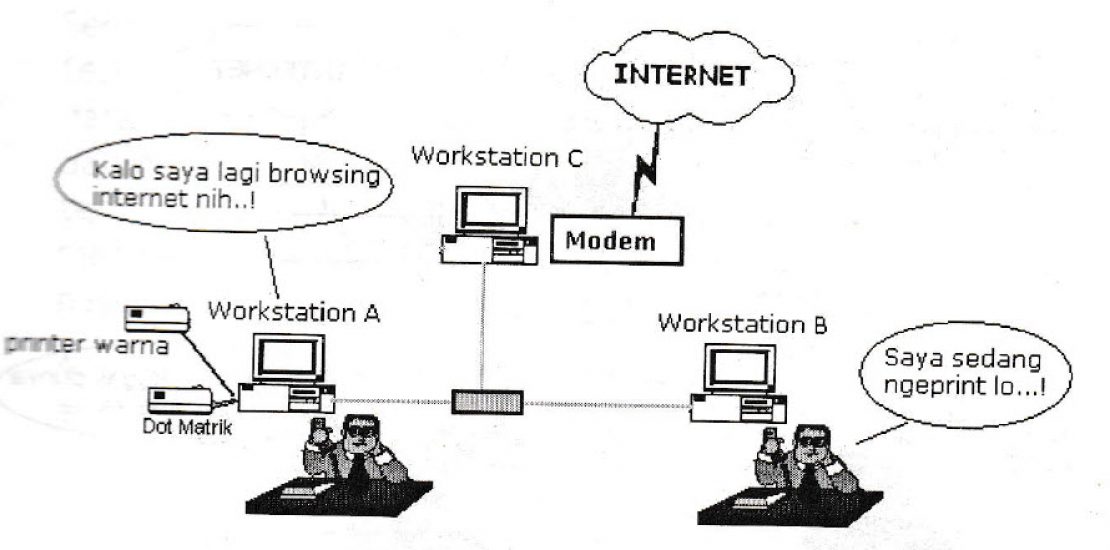 INTERNET
Workstation C
Kalo saya lagi browsing
internet nih..!
Modem
Workstation A
printer warna
Dot Matrik
Workstation B
Saya sedang
ngeprint lo...!